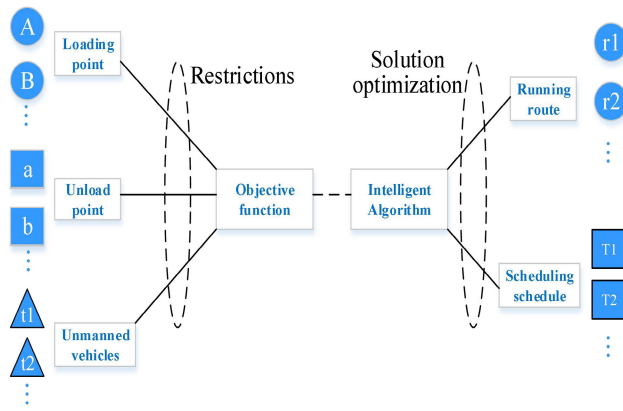 A
B
Loading
point
a
b
Unload
point
t1
t2
Unmanned
vehicles
Restrictions
Objective
function
Intelligent
Algorithm
Solution
optimization
Running
route
r1
r2
Scheduling
schedule
T1
T2